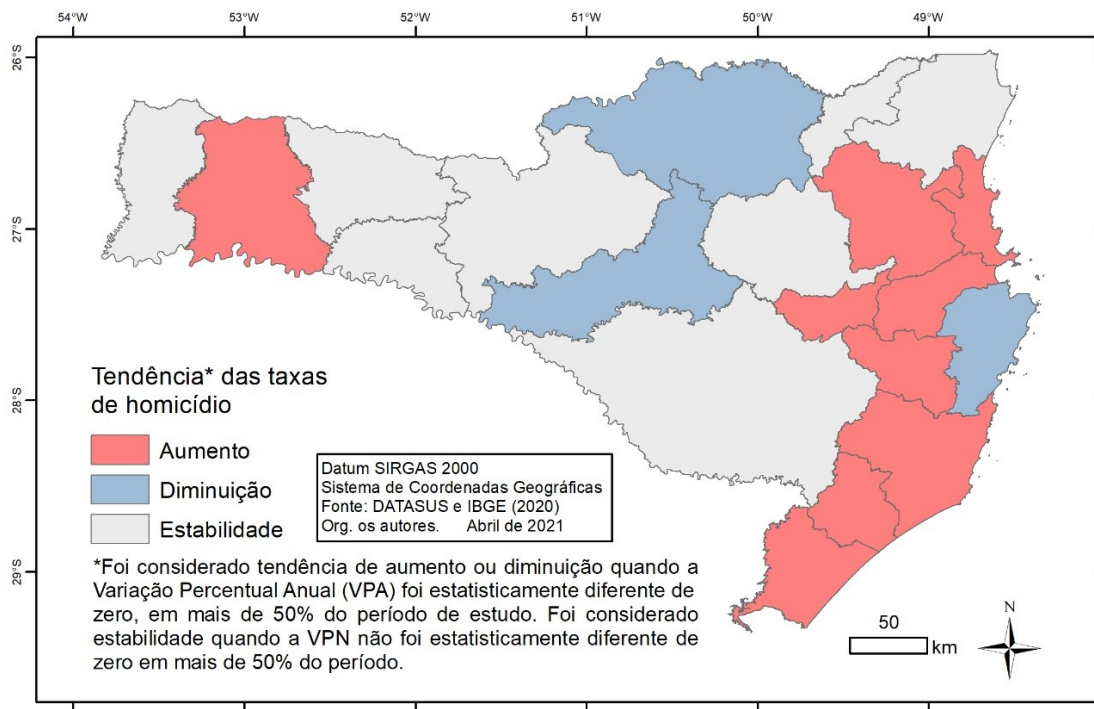 54°W 53°W 52°W 51°W 50°W 49°W
26°S
27°S
28°S
29°S
Tendência* das taxas
de homicídio
Aumento
Diminuição
Estabilidade
Datum SIRGAS 2000
Sistema de Coordenadas Geográficas
Fonte: DATASUS e IBGE (2020)
Org. os autores. Abril de 2021
*Foi considerado tendência de aumento ou diminuição quando a
Variação Percentual Anual (VPA) foi estatisticamente diferente de
zero, em mais de 50% do período de estudo. Foi considerado
estabilidade quando a VPN não foi estatisticamente diferente de
zero em mais de 50% do período.
50
km
N